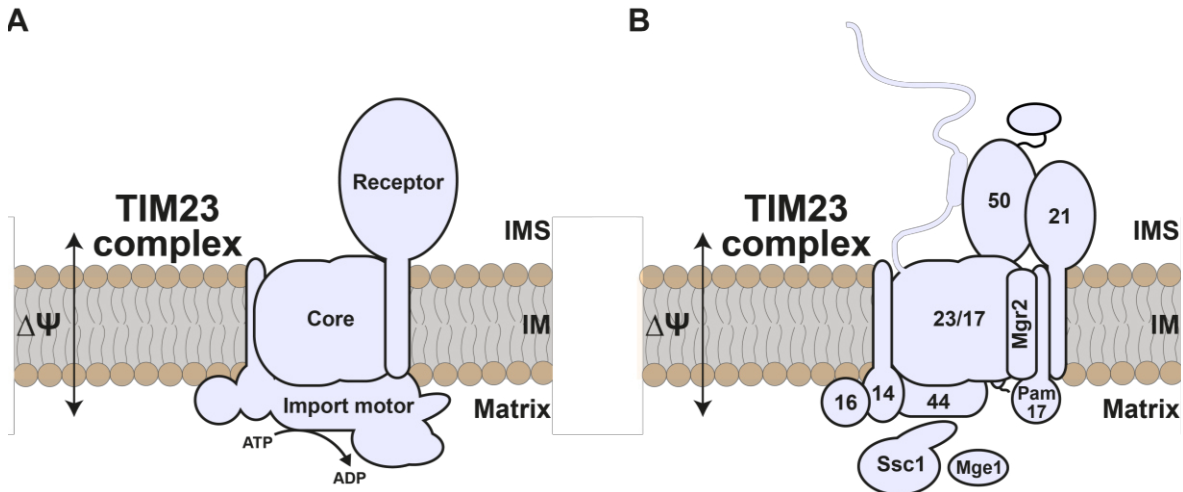 A
Receptor
TIM23
complex
IMS
ΔΨ
Core
IM
Import motor
Matrix
ATP
ADP
B
50
21
TIM23
complex
IMS
ΔΨ
23/17
Mgr2
IM
16
14
44
Pam
17
Matrix
Ssc1
Mge1